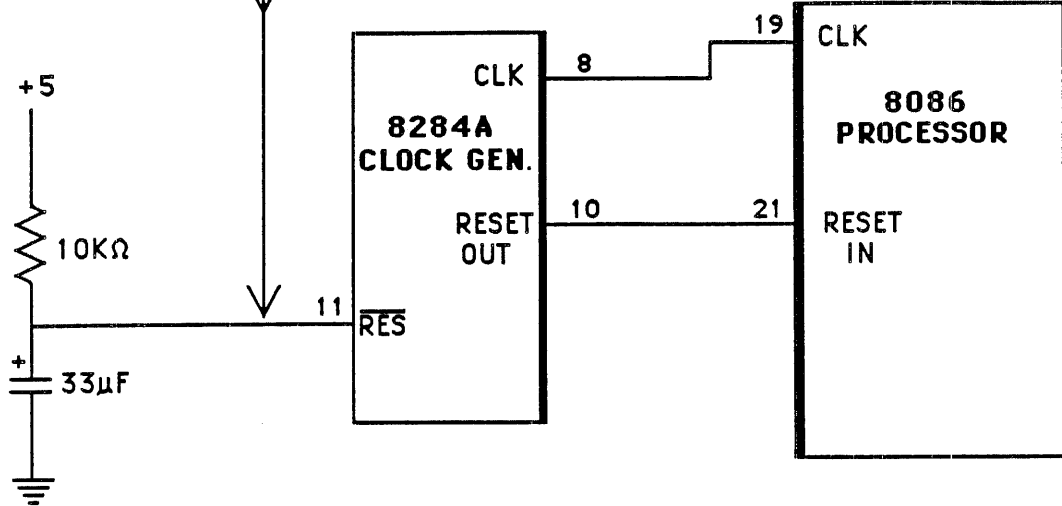 +5
10KΩ
+
33µF
11
RES
CLK
8284A
CLOCK GEN.
RESET
OUT
8
10
19
21
CLK
8086
PROCESSOR
RESET
IN